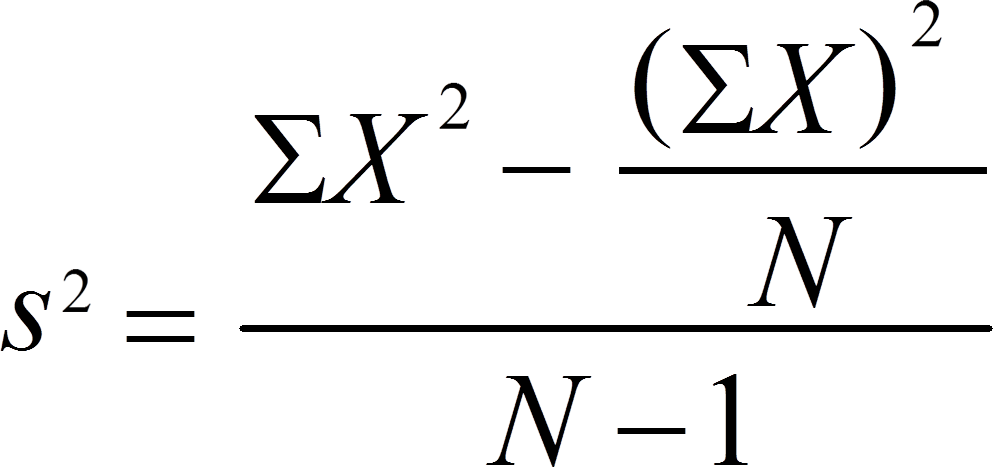 s² = (ΣX² − (ΣX)²/N) / (N − 1)